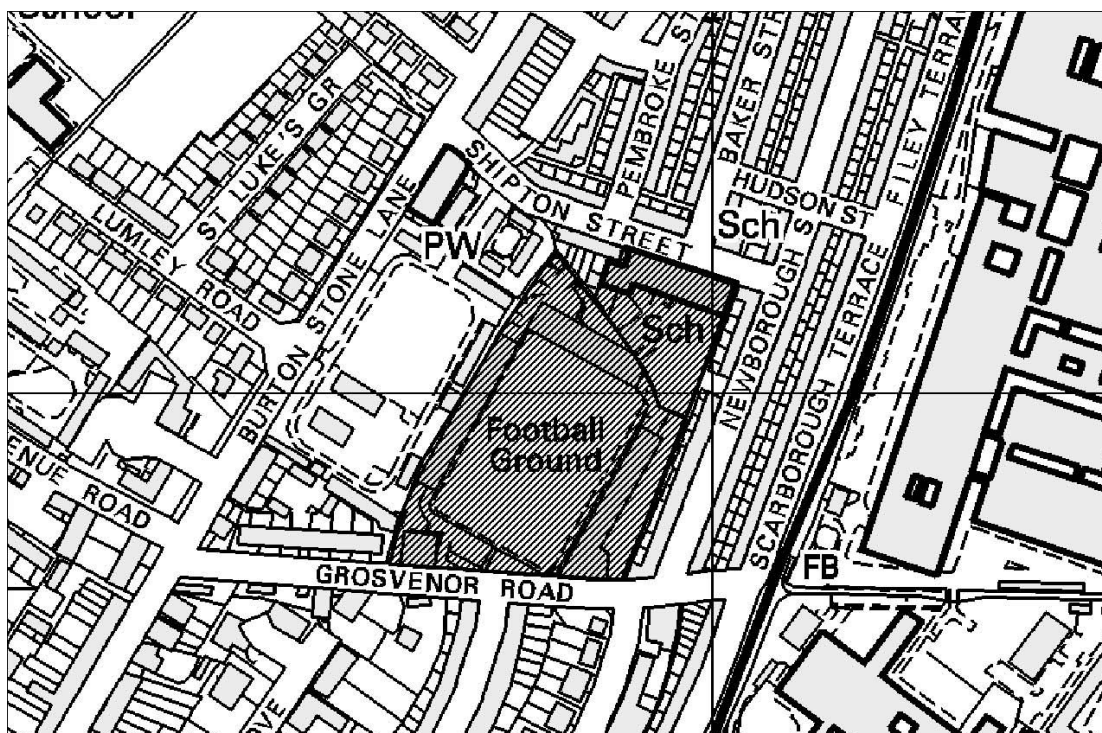 School
ST LUKE'S GR
LUMLEY ROAD
BURTON STONE LANE
PW
SHIPTON STREET
PEMBROKE S
BAKER STR
HUDSON ST
Sch
FILEY TERRA
NEWBOROUGH S
SCARBOROUGH TERRACE
Sch
Football
Ground
ENUE ROAD
GROSVENOR ROAD
FB
OVE